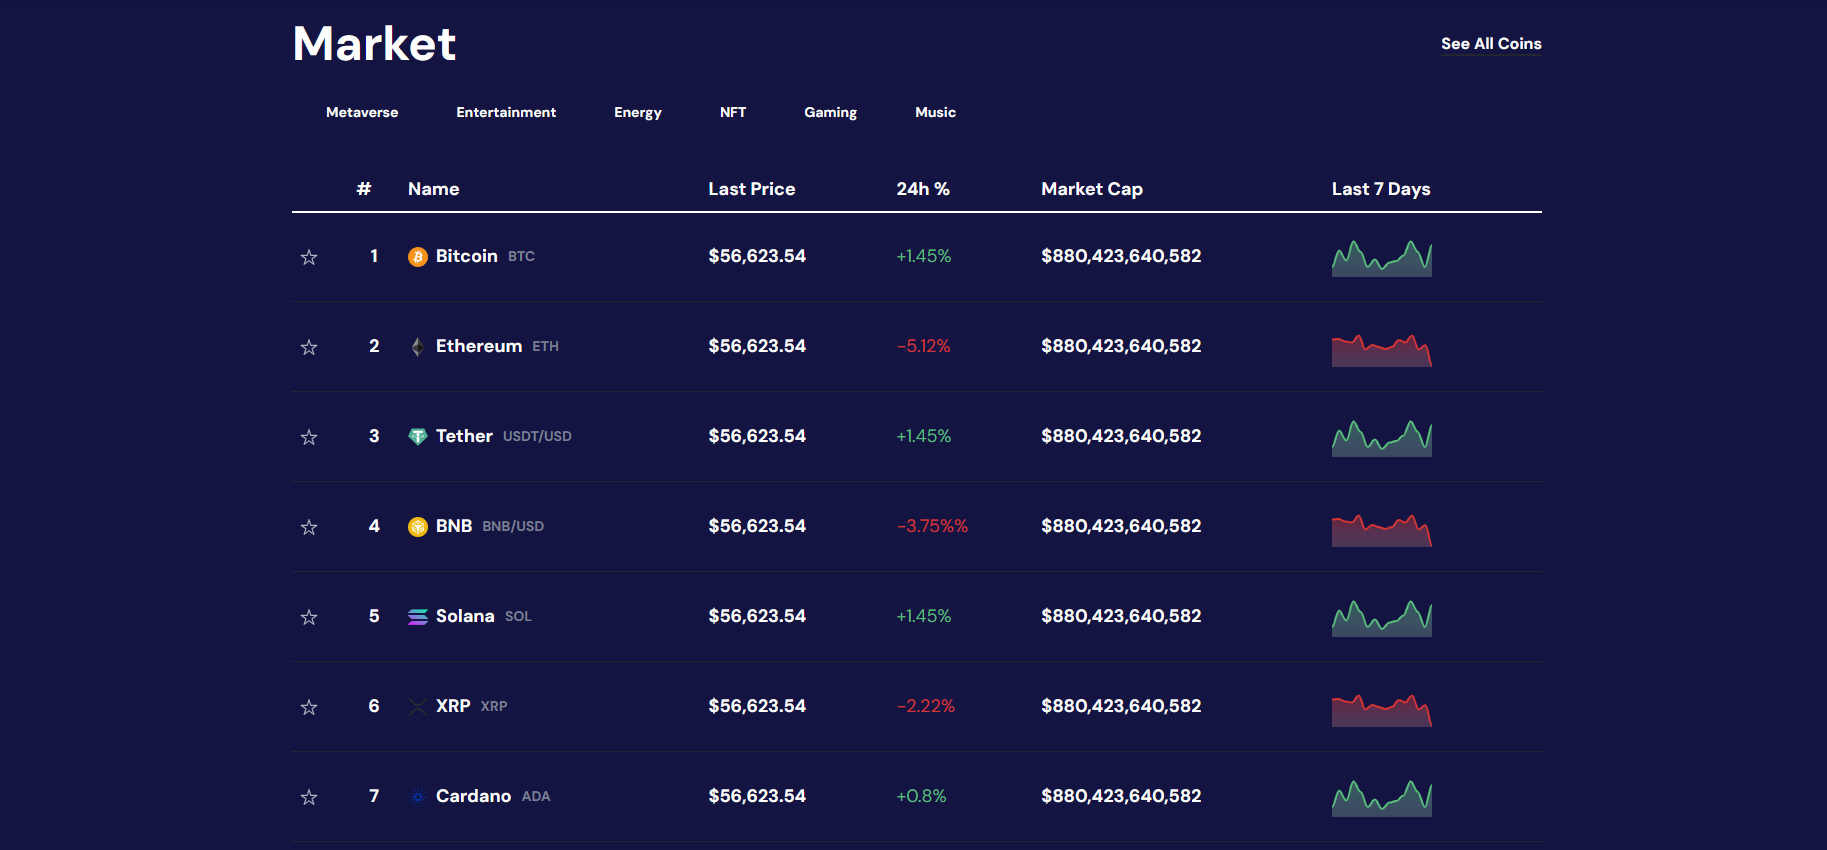 Market
See All Coins
Metaverse Entertainment Energy NFT Gaming Music
# Name Last Price 24h % Market Cap Last 7 Days
1 Bitcoin BTC $56,623.54 +1.45% $880,423,640,582
2 Ethereum ETH $56,623.54 -5.12% $880,423,640,582
3 Tether USDT/USD $56,623.54 +1.45% $880,423,640,582
4 BNB BNB/USD $56,623.54 -3.75%% $880,423,640,582
5 Solana SOL $56,623.54 +1.45% $880,423,640,582
6 XRP XRP $56,623.54 -2.22% $880,423,640,582
7 Cardano ADA $56,623.54 +0.8% $880,423,640,582